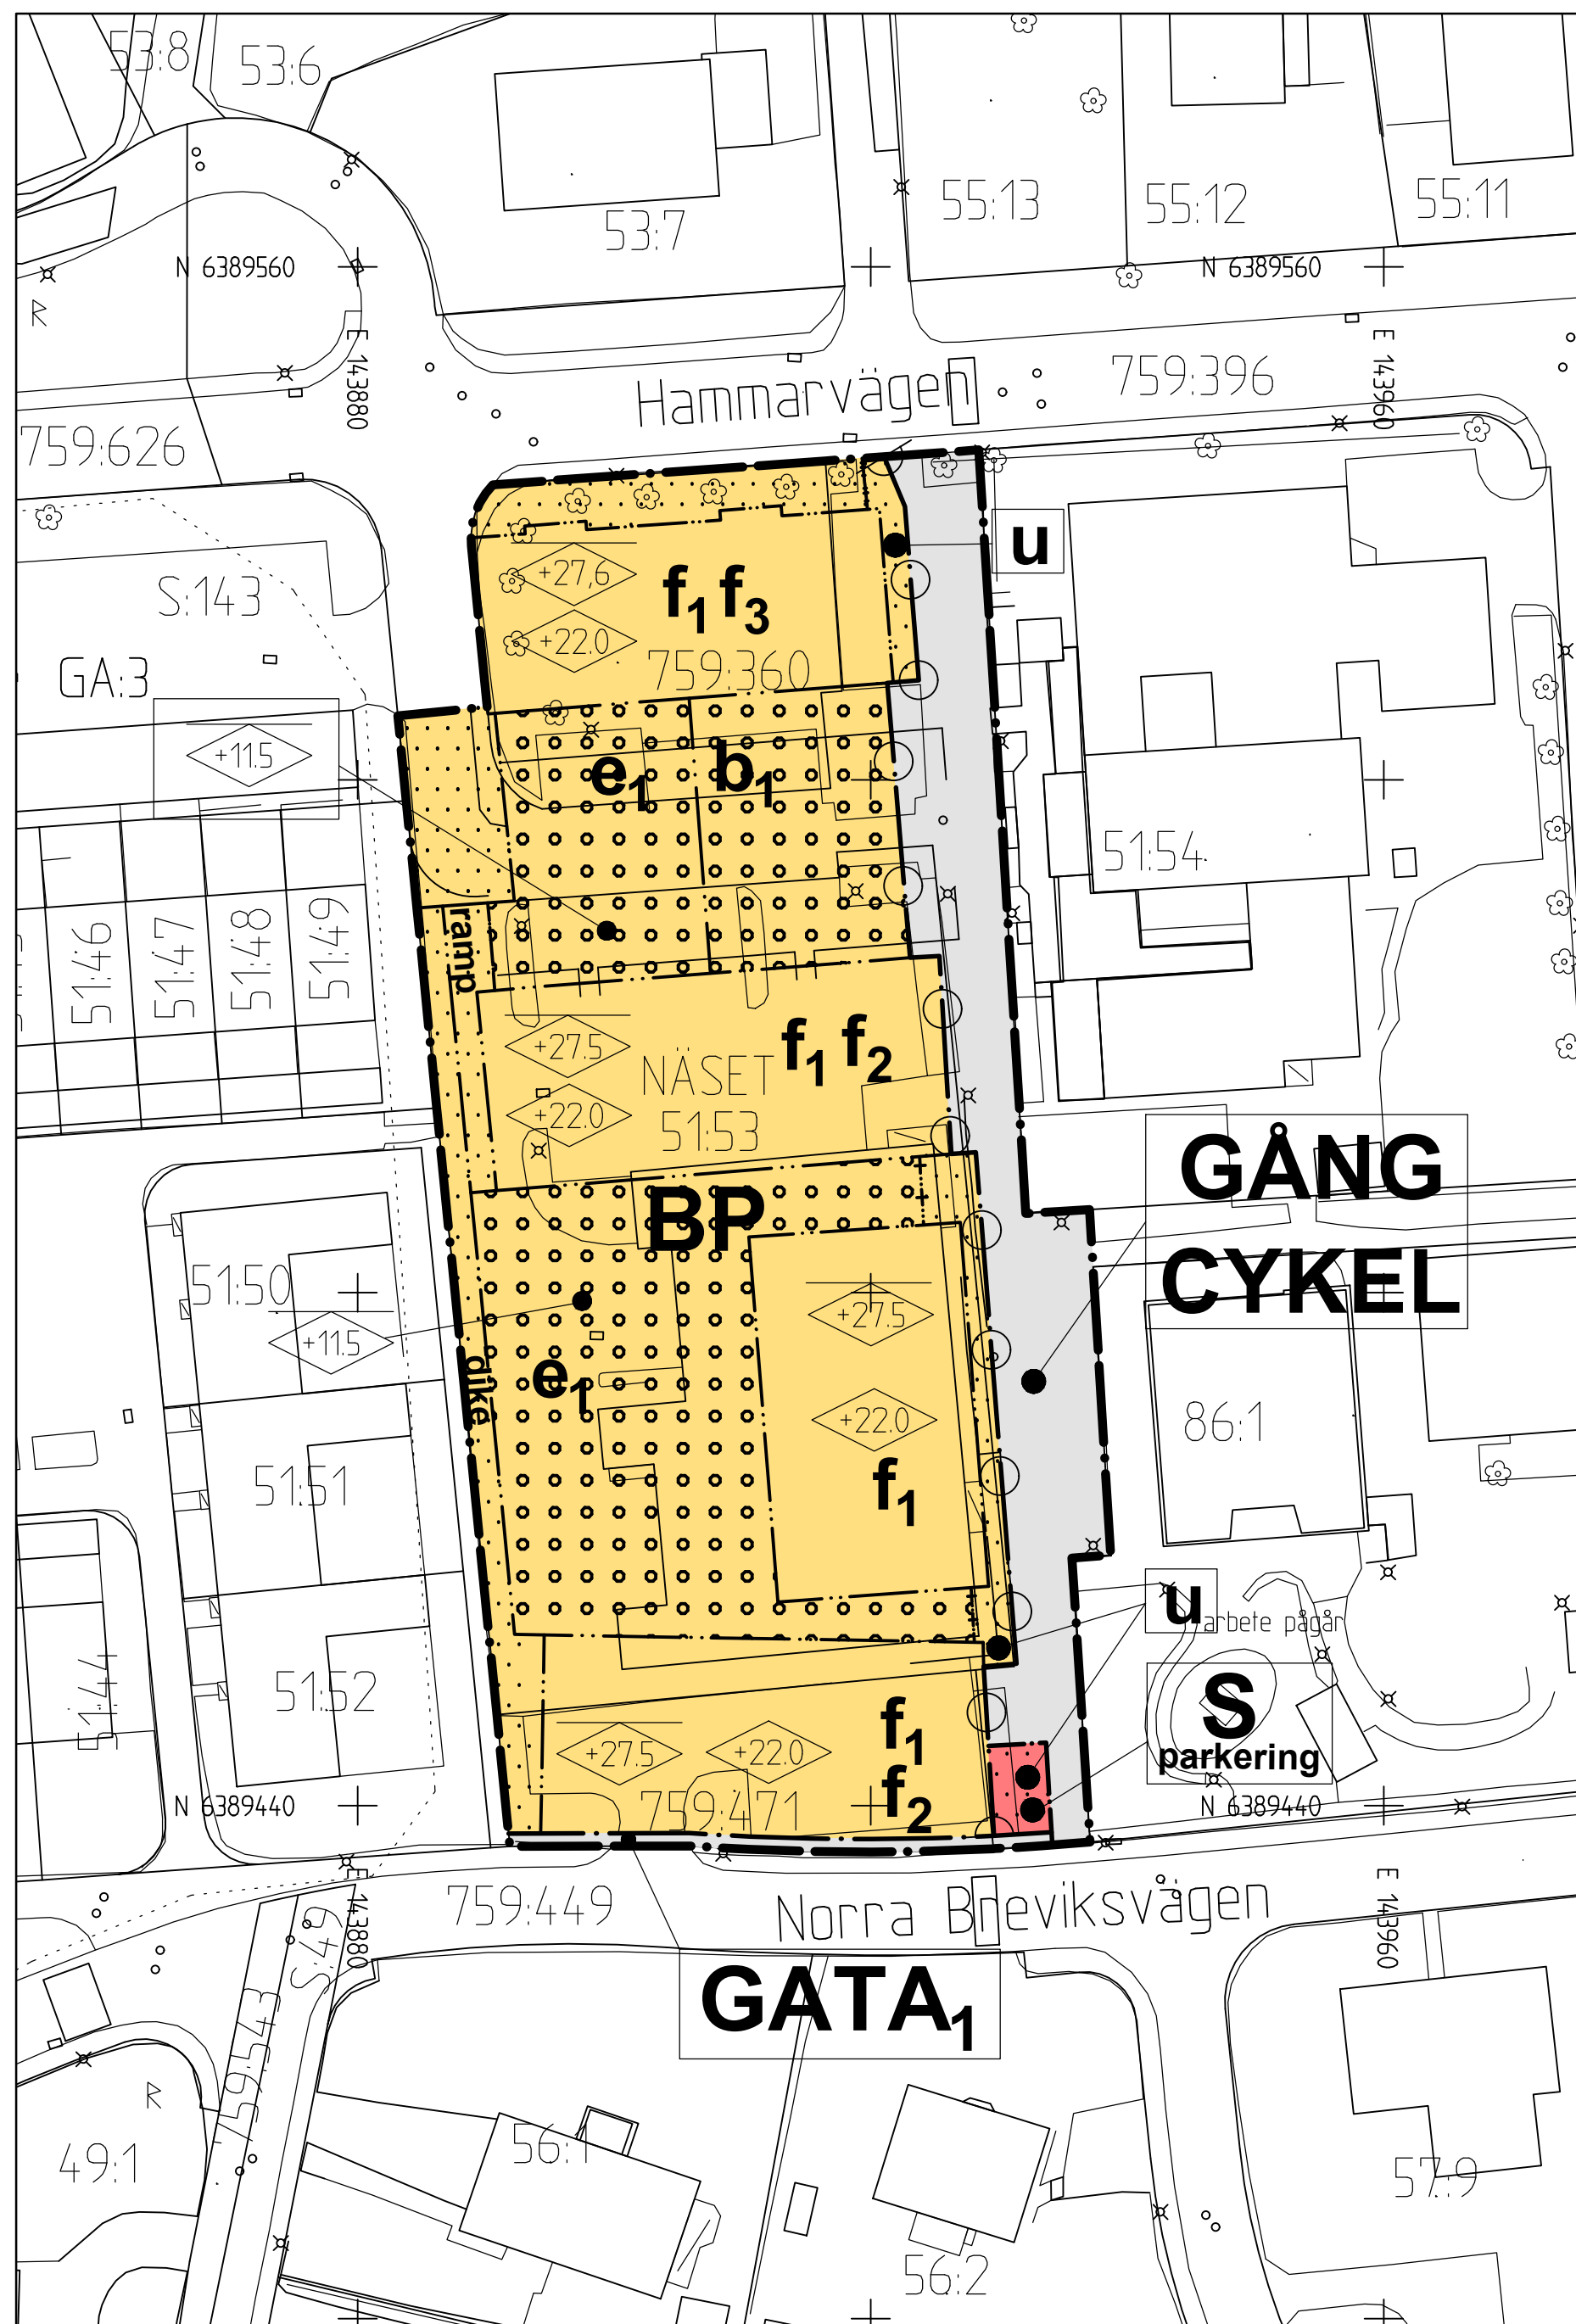 53:8
53:6
53:7
55:13
55:12
55:11
N 6389560
N 6389560
R
E 143880
E 143960
Hammarvägen
759:396
759:626
S:143
GA:3
u
+27,6
f1 f3
+22.0
759:360
+11.5
e1
b1
51:54
51:46
51:47
51:48
51:49
ramp
+27.5
f1 f2
NÄSET
+22.0
51:53
GÅNG
CYKEL
BP
51:50
+11.5
+27.5
dike
e1
+22.0
86:1
f1
51:51
u
arbete pågår
51:44
51:52
S
parkering
f1
+27.5
+22.0
f2
759:471
N 6389440
N 6389440
E 143880
E 143960
759:449
Norra Breviksvägen
S:49
GATA1
759:543
R
49:1
56:1
57:9
56:2